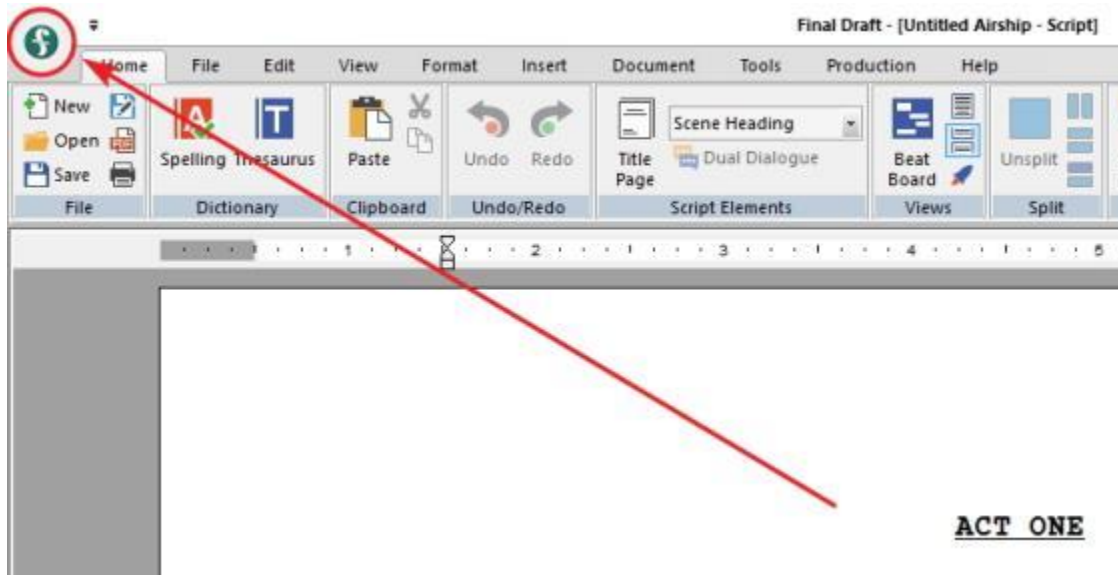 Final Draft - [Untitled Airship - Script]
Home File Edit View Format Insert Document Tools Production Help
New
Open
Save
Spelling Thesaurus
Paste
Undo Redo
Title
Page
Scene Heading
Dual Dialogue
Beat
Board
Unsplit
File Dictionary Clipboard Undo/Redo Script Elements Views Split
1 2 3 4 5
ACT ONE